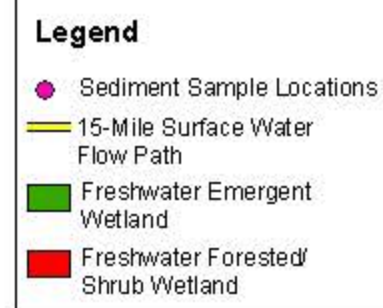 Legend
Sediment Sample Locations
15-Mile Surface Water
Flow Path
Freshwater Emergent
Wetland
Freshwater Forested/
Shrub Wetland